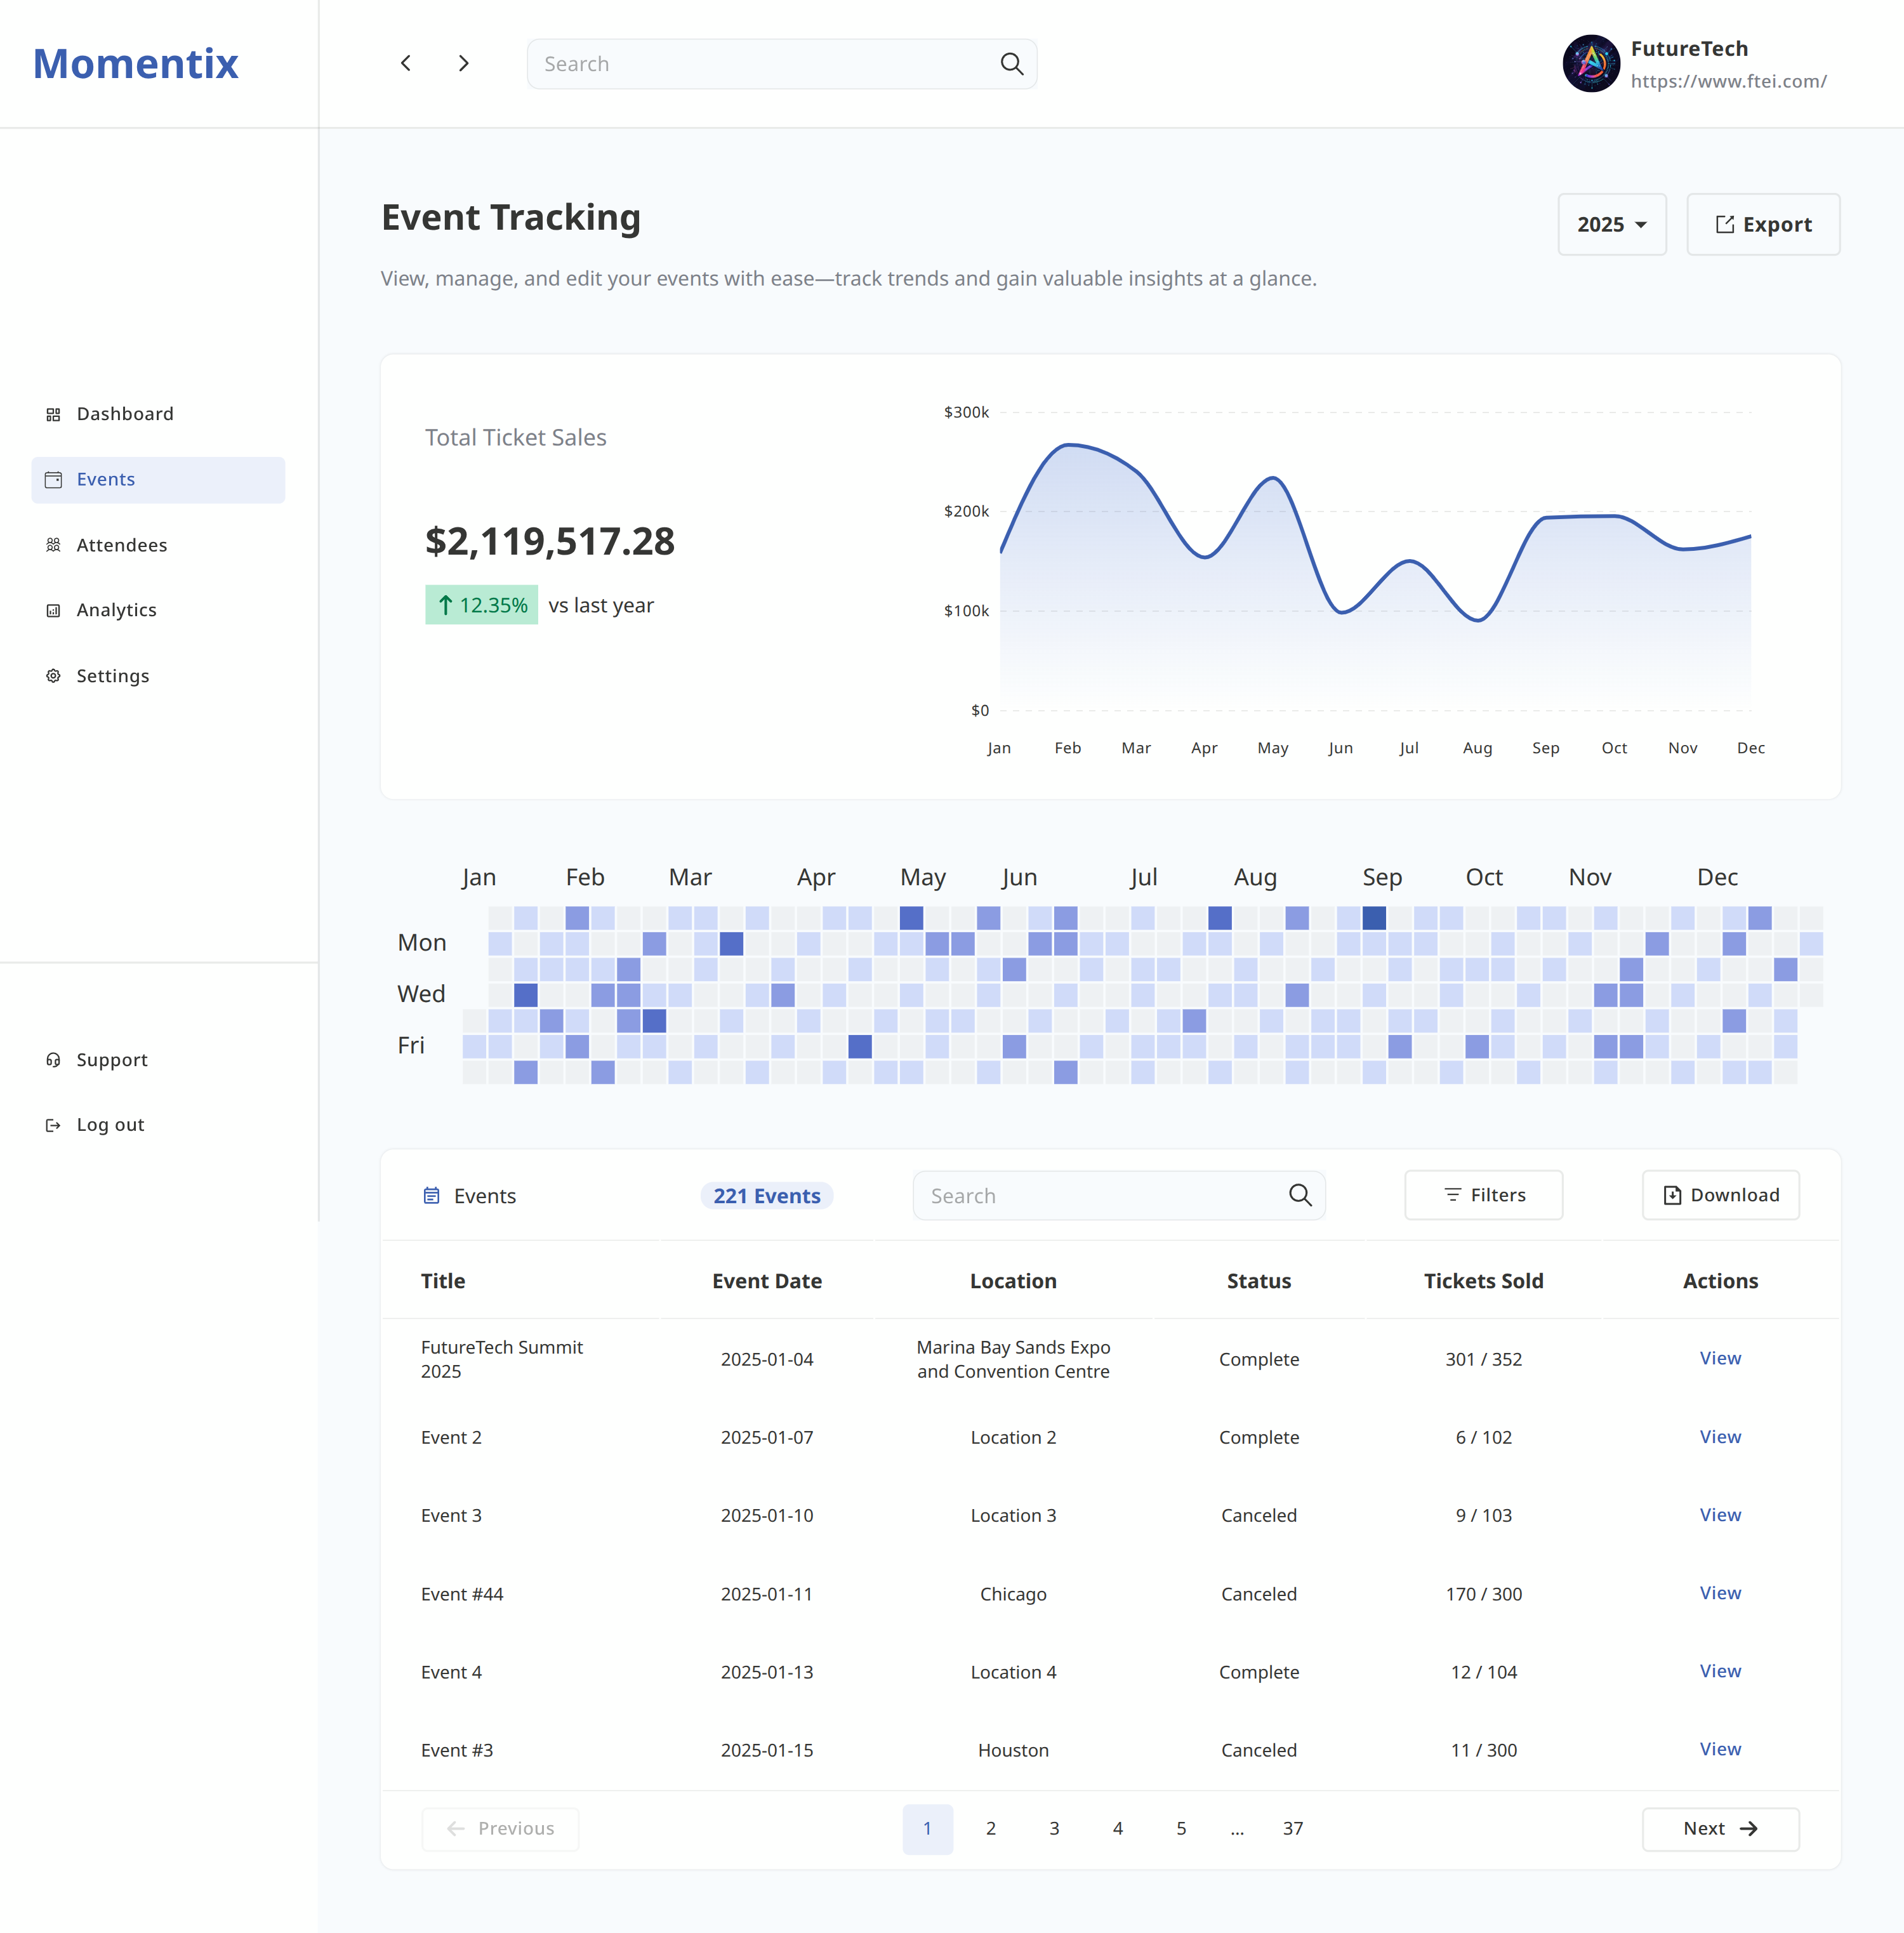 Momentix
Search
FutureTech
https://www.ftei.com/
Dashboard
Events
Attendees
Analytics
Settings
Support
Log out
Event Tracking
2025
Export
View, manage, and edit your events with ease—track trends and gain valuable insights at a glance.
Total Ticket Sales
$2,119,517.28
12.35% vs last year
$300k
$200k
$100k
$0
Jan Feb Mar Apr May Jun Jul Aug Sep Oct Nov Dec
Jan Feb Mar Apr May Jun Jul Aug Sep Oct Nov Dec
Mon
Wed
Fri
Events 221 Events Search Filters Download
Title Event Date Location Status Tickets Sold Actions
FutureTech Summit
2025
2025-01-04
Marina Bay Sands Expo
and Convention Centre
Complete 301 / 352 View
Event 2 2025-01-07 Location 2 Complete 6 / 102 View
Event 3 2025-01-10 Location 3 Canceled 9 / 103 View
Event #44 2025-01-11 Chicago Canceled 170 / 300 View
Event 4 2025-01-13 Location 4 Complete 12 / 104 View
Event #3 2025-01-15 Houston Canceled 11 / 300 View
Previous 1 2 3 4 5 ... 37 Next